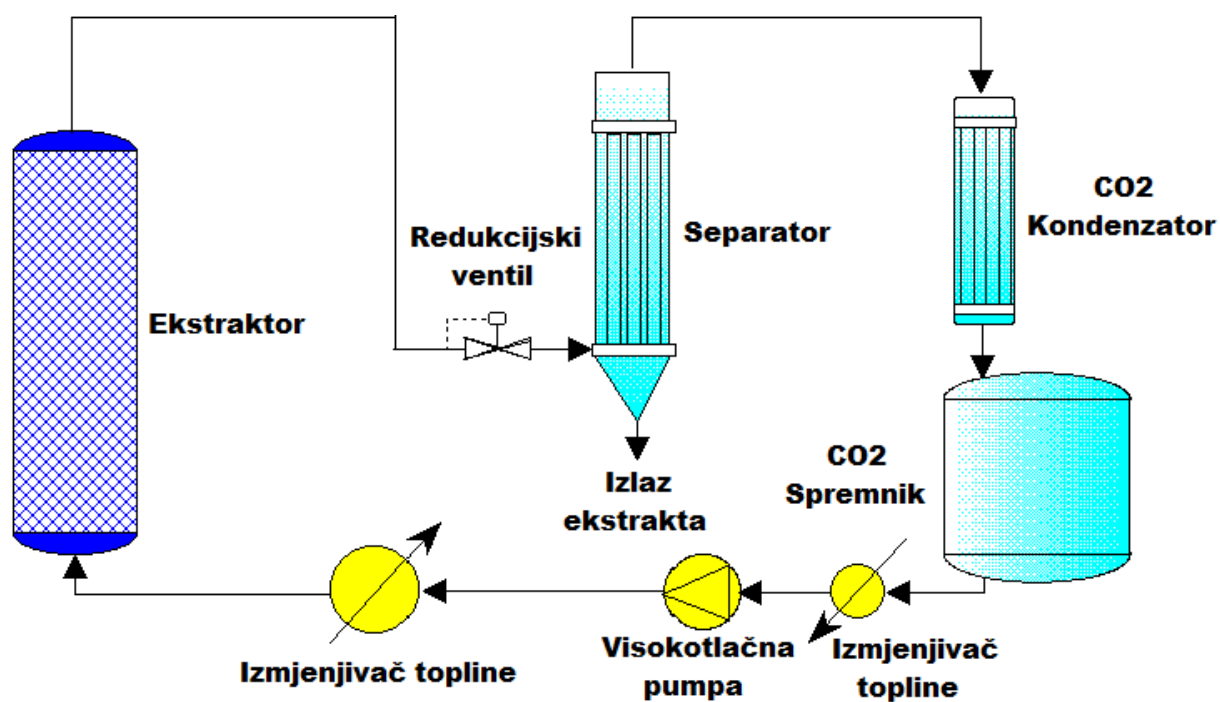 CO2
Kondenzator
Redukcijski
ventil
Separator
Ekstraktor
CO2
Spremnik
Izlaz
ekstrakta
Izmjenjivač topline
Visokotlačna
pumpa
Izmjenjivač
topline